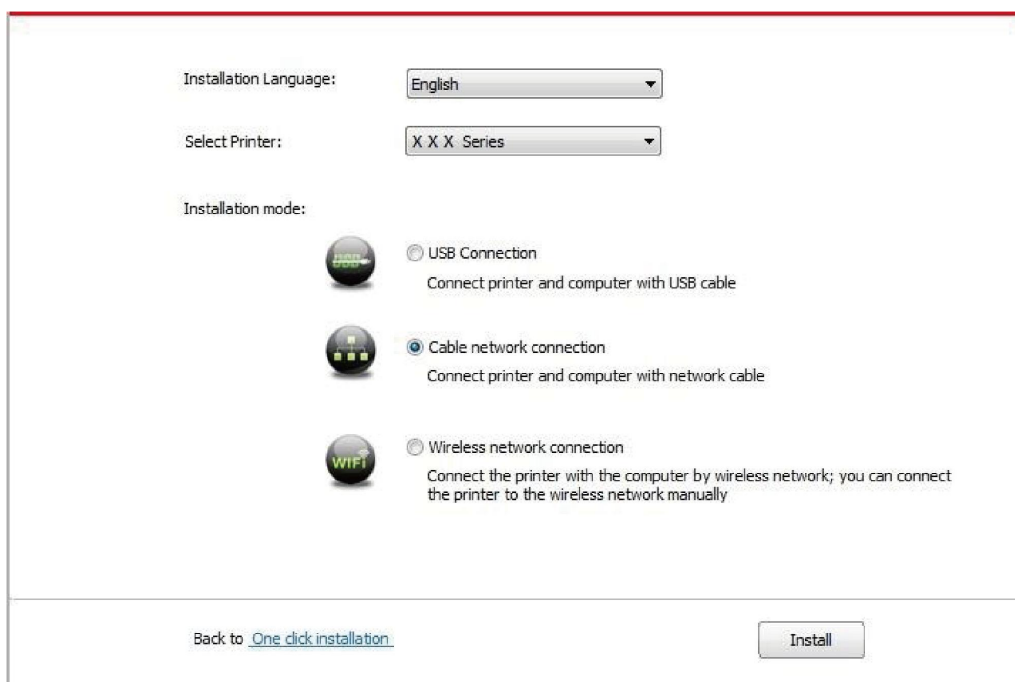 Installation Language:
English
Select Printer:
X X X Series
Installation mode:
USB
USB Connection
Connect printer and computer with USB cable
Cable network connection
Connect printer and computer with network cable
WiFi
Wireless network connection
Connect the printer with the computer by wireless network; you can connect
the printer to the wireless network manually
Back to One click installation
Install